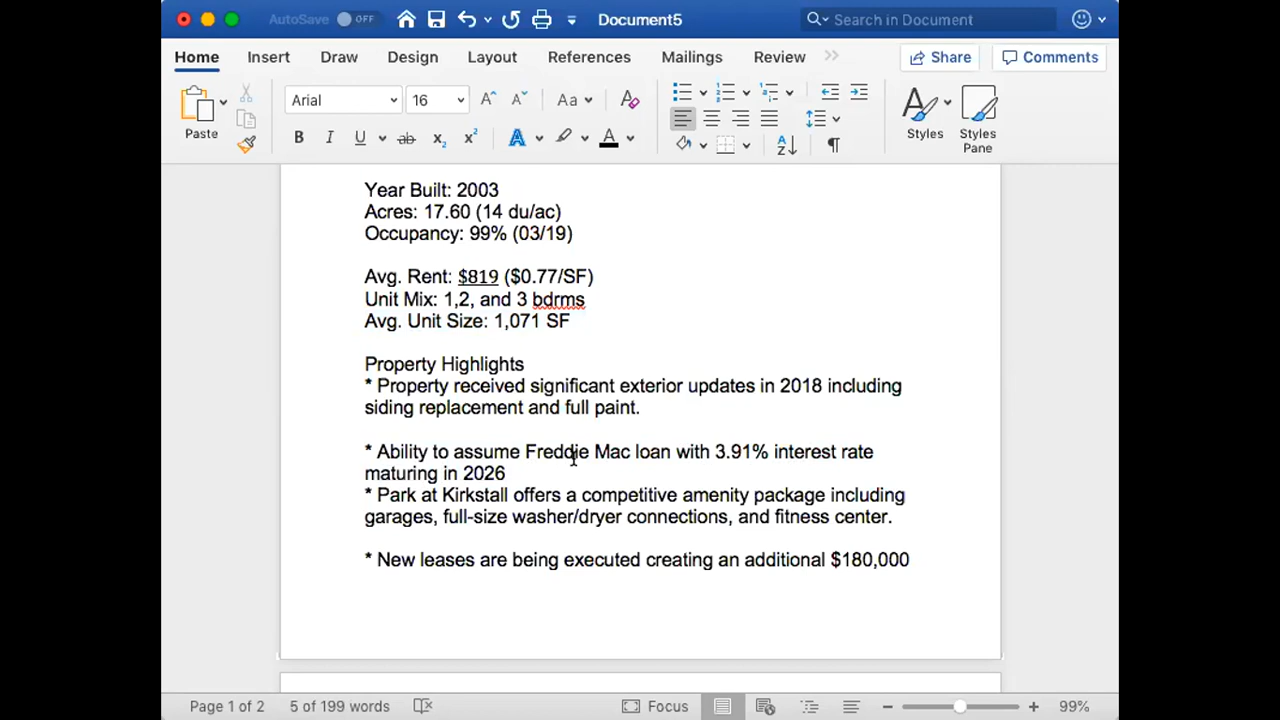 AutoSave OFF Document5 Search in Document
Home Insert Draw Design Layout References Mailings Review Share Comments
Arial 16 Aa
Paste B I U ab x2 x2 A A A Z Styles Styles Pane
Year Built: 2003
Acres: 17.60 (14 du/ac)
Occupancy: 99% (03/19)
Avg. Rent: $819 ($0.77/SF)
Unit Mix: 1,2, and 3 bdrms
Avg. Unit Size: 1,071 SF
Property Highlights
* Property received significant exterior updates in 2018 including
siding replacement and full paint.
* Ability to assume Freddie Mac loan with 3.91% interest rate
maturing in 2026
* Park at Kirkstall offers a competitive amenity package including
garages, full-size washer/dryer connections, and fitness center.
* New leases are being executed creating an additional $180,000
Page 1 of 2 5 of 199 words Focus 99%